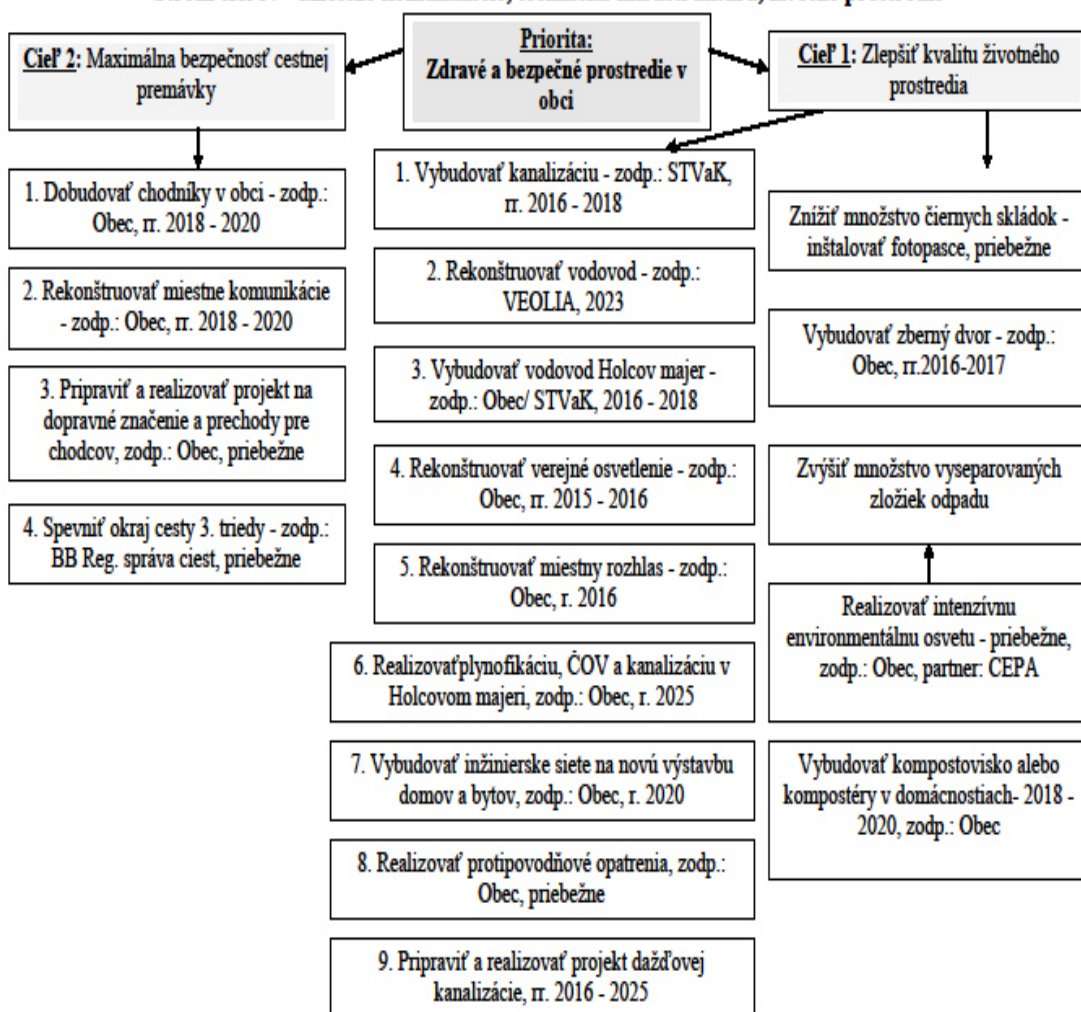 Priorita:
Zdravé a bezpečné prostredie v
obci
Cieľ 2: Maximálna bezpečnosť cestnej
premávky
1. Dobudovať chodníky v obci - zodp.:
Obec, rr. 2018 - 2020
2. Rekonštruovať miestne komunikácie
- zodp.: Obec, rr. 2018 - 2020
3. Pripraviť a realizovať projekt na
dopravné značenie a prechody pre
chodcov, zodp.: Obec, priebežne
4. Spevniť okraj cesty 3. triedy - zodp.:
BB Reg. správa ciest, priebežne
Cieľ 1: Zlepšiť kvalitu životného
prostredia
1. Vybudovať kanalizáciu - zodp.: STVaK,
rr. 2016 - 2018
2. Rekonštruovať vodovod - zodp.:
VEOLIA, 2023
3. Vybudovať vodovod Holcov majer -
zodp.: Obec/ STVaK, 2016 - 2018
4. Rekonštruovať verejné osvetlenie - zodp.:
Obec, rr. 2015 - 2016
5. Rekonštruovať miestny rozhlas - zodp.:
Obec, r. 2016
6. Realizovaťplynofikáciu, ČOV a kanalizáciu v
Holcovom majeri, zodp.: Obec, r. 2025
7. Vybudovať inžinierske siete na novú výstavbu
domov a bytov, zodp.: Obec, r. 2020
8. Realizovať protipovodňové opatrenia, zodp.:
Obec, priebežne
9. Pripraviť a realizovať projekt dažďovej
kanalizácie, rr. 2016 - 2025
Znížiť množstvo čiernych skládok -
inštalovať fotopasce, priebežne
Vybudovať zberný dvor - zodp.:
Obec, rr.2016-2017
Zvýšiť množstvo vyseparovaných
zložiek odpadu
Realizovať intenzívnu
environmentálnu osvetu - priebežne,
zodp.: Obec, partner: CEPA
Vybudovať kompostovisko alebo
kompostéry v domácnostiach- 2018 -
2020, zodp.: Obec